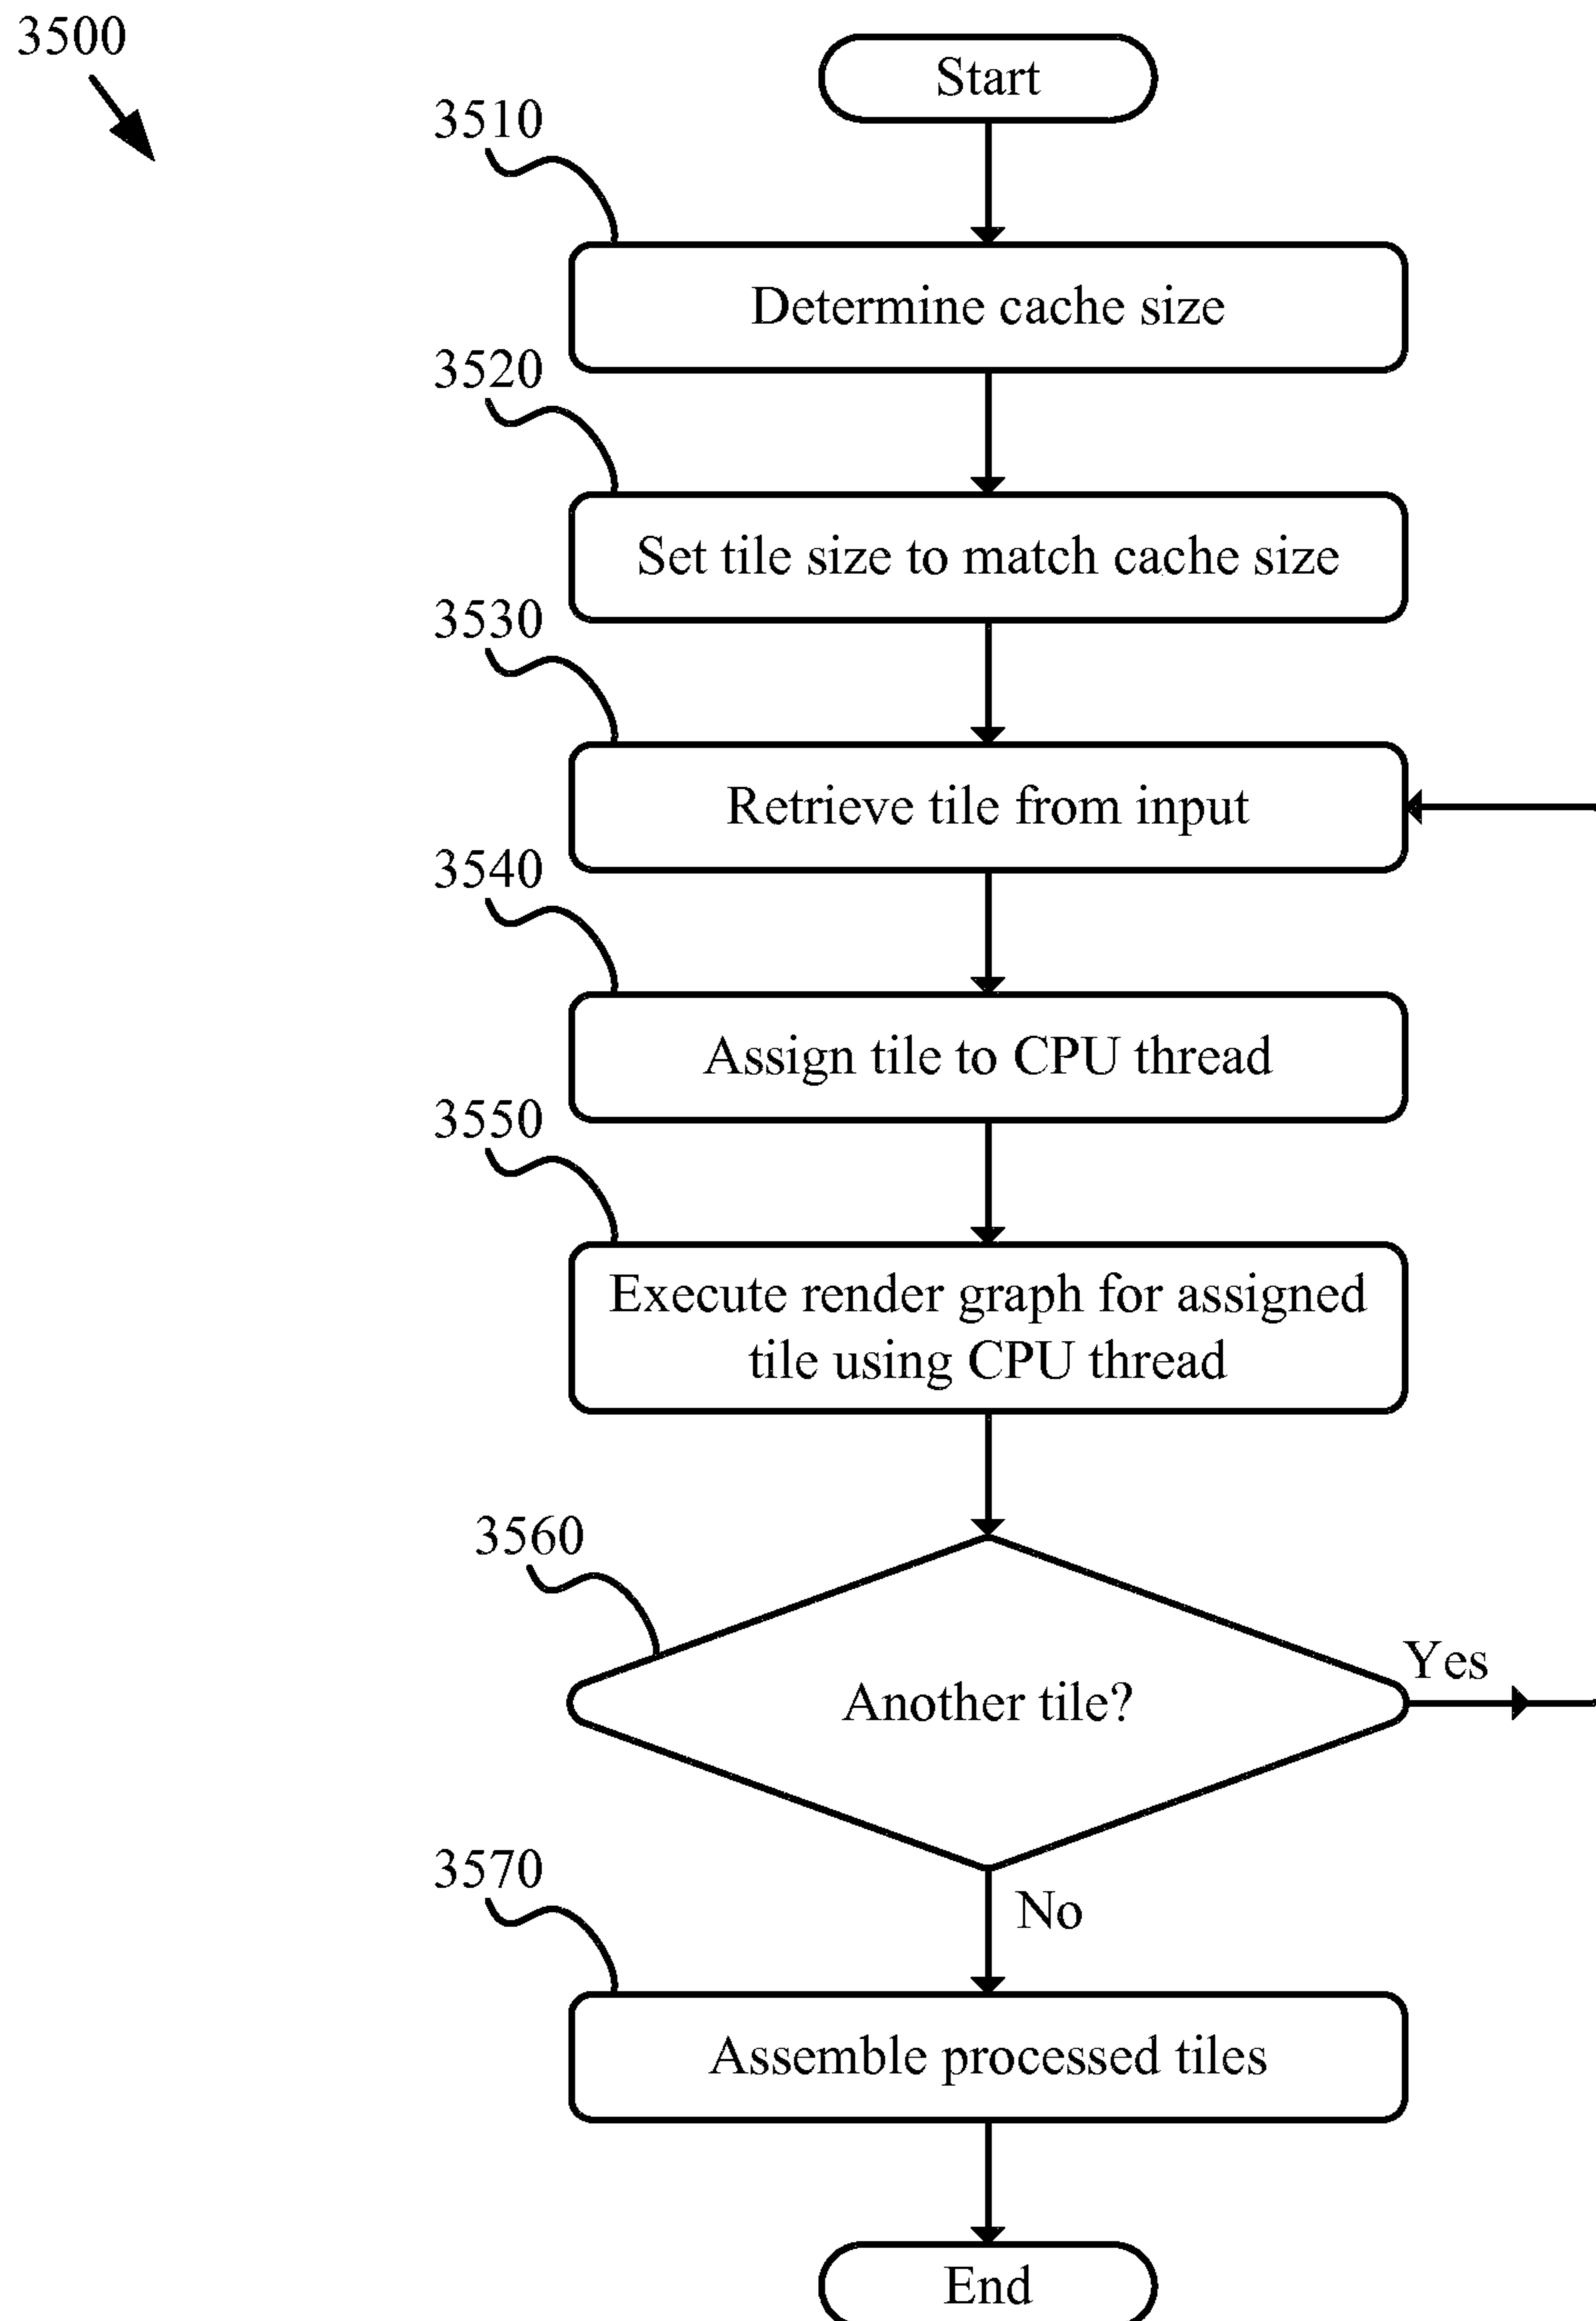 3500
Start
3510
Determine cache size
3520
Set tile size to match cache size
3530
Retrieve tile from input
3540
Assign tile to CPU thread
3550
Execute render graph for assigned
tile using CPU thread
3560
Another tile?
Yes
No
3570
Assemble processed tiles
End